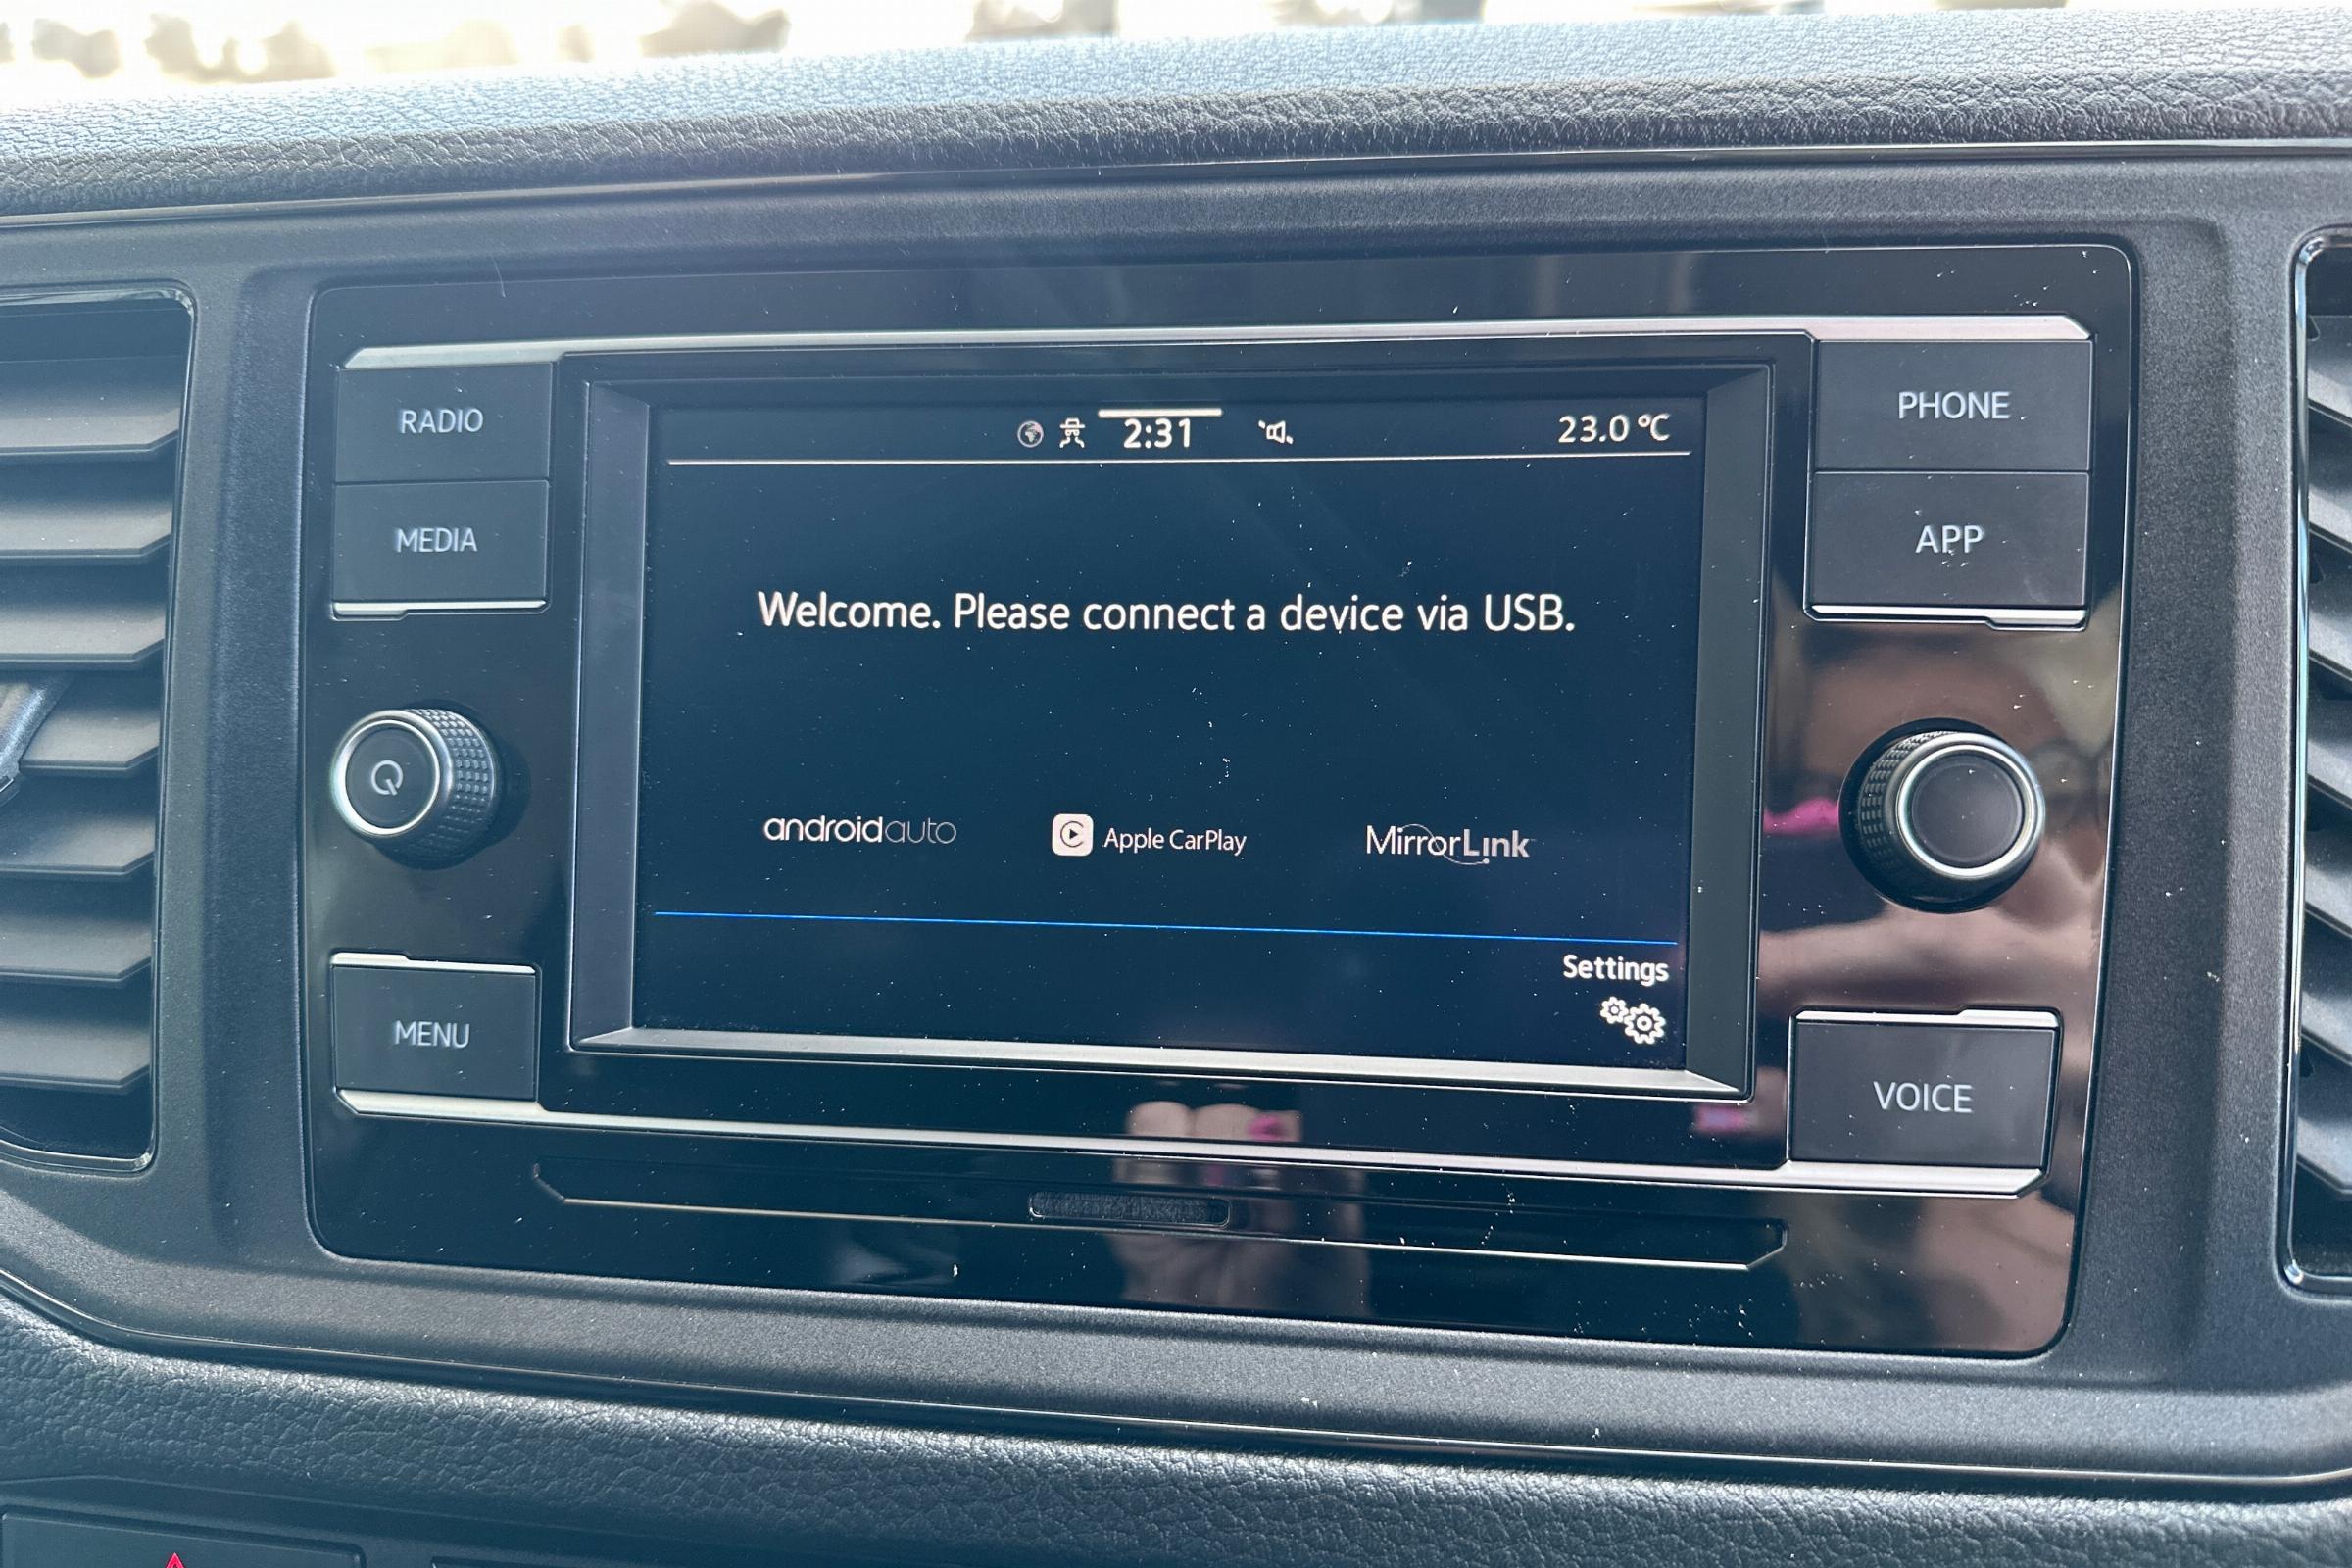 RADIO
MEDIA
MENU
2:31
23.0 °C
Welcome. Please connect a device via USB.
androidauto
Apple CarPlay
MirrorLink
Settings
PHONE
APP
VOICE